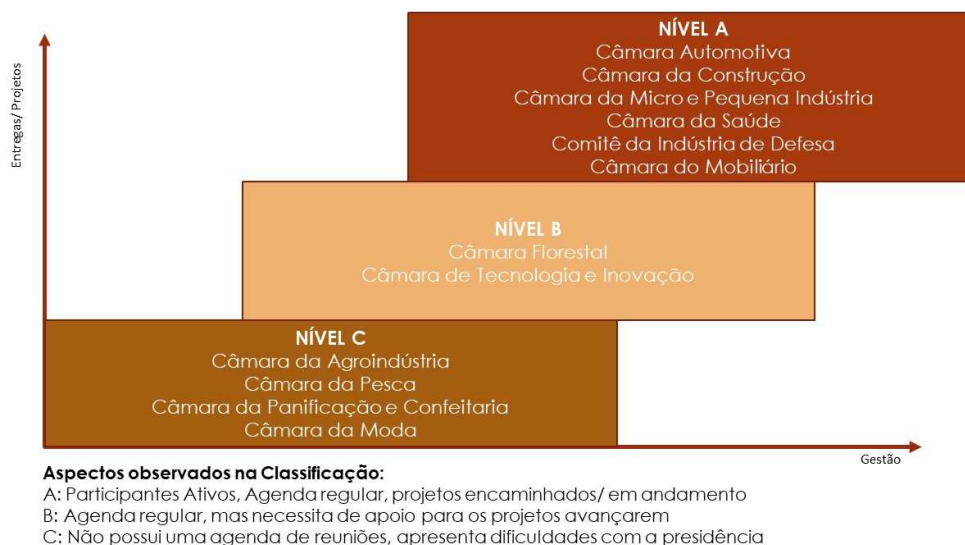 Entregas/ Projetos
NÍVEL A
Câmara Automotiva
Câmara da Construção
Câmara da Micro e Pequena Indústria
Câmara da Saúde
Comitê da Indústria de Defesa
Câmara do Mobiliário
NÍVEL B
Câmara Florestal
Câmara de Tecnologia e Inovação
NÍVEL C
Câmara da Agroindústria
Câmara da Pesca
Câmara da Panificação e Confeitaria
Câmara da Moda
Gestão
Aspectos observados na Classificação:
A: Participantes Ativos, Agenda regular, projetos encaminhados/ em andamento
B: Agenda regular, mas necessita de apoio para os projetos avançarem
C: Não possui uma agenda de reuniões, apresenta dificuldades com a presidência